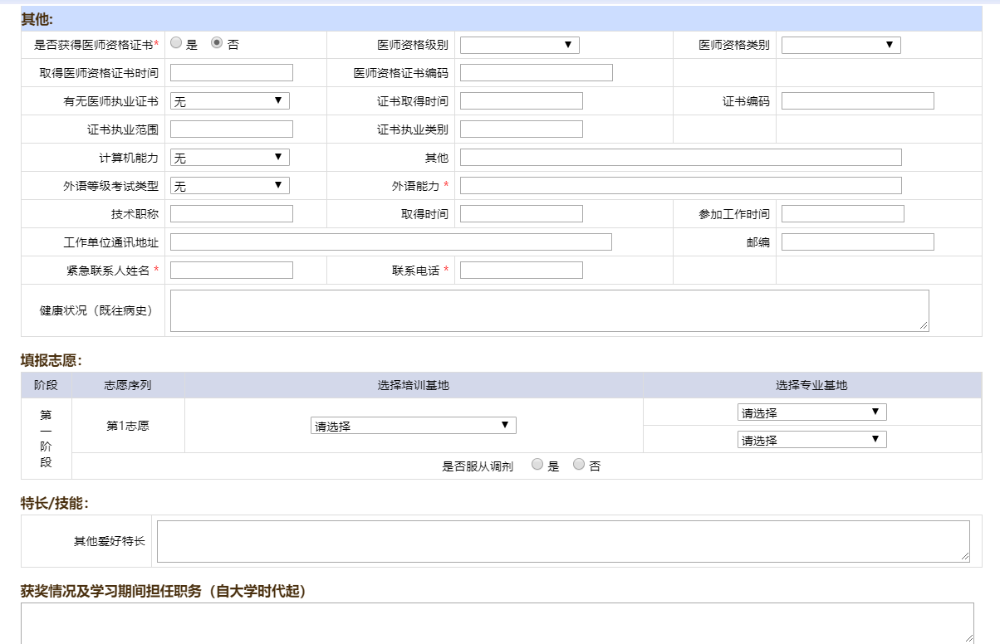 其他:
是否获得医师资格证书* 是 否 医师资格级别 医师资格类别
取得医师资格证书时间 医师资格证书编码
有无医师执业证书 无 证书取得时间 证书编码
证书执业范围 证书执业类别
计算机能力 无 其他
外语等级考试类型 无 外语能力 *
技术职称 取得时间 参加工作时间
工作单位通讯地址 邮编
紧急联系人姓名 * 联系电话 *
健康状况（既往病史）
填报志愿：
阶段 志愿序列 选择培训基地 选择专业基地
第一阶段 第1志愿 请选择 请选择
请选择
是否服从调剂 是 否
特长/技能：
其他爱好特长
获奖情况及学习期间担任职务（自大学时代起）